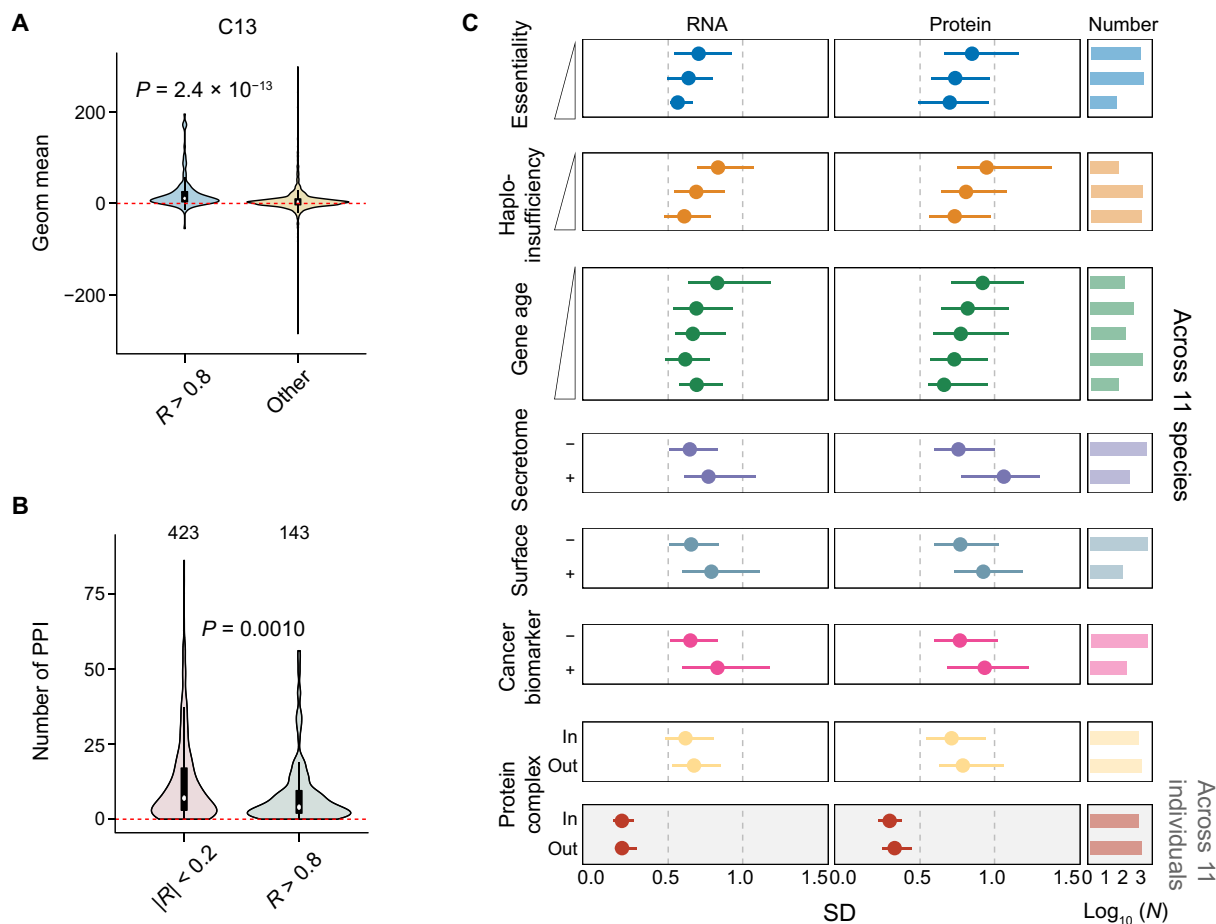 A
C13
P = 2.4 × 10⁻¹³
Geom mean
200
0
−200
R > 0.8
Other
B
423
143
P = 0.0010
Number of PPI
75
50
25
0
|R| < 0.2
R > 0.8
C
RNA
Protein
Number
Essentiality
Haplo-
insufficiency
Gene age
Secretome
−
+
Surface
−
+
Cancer
biomarker
−
+
Protein
complex
In
Out
In
Out
Across 11 species
Across 11
individuals
0.0
0.5
1.0
1.5
0.0
0.5
1.0
1.5
0
1
2
3
SD
Log₁₀ (N)